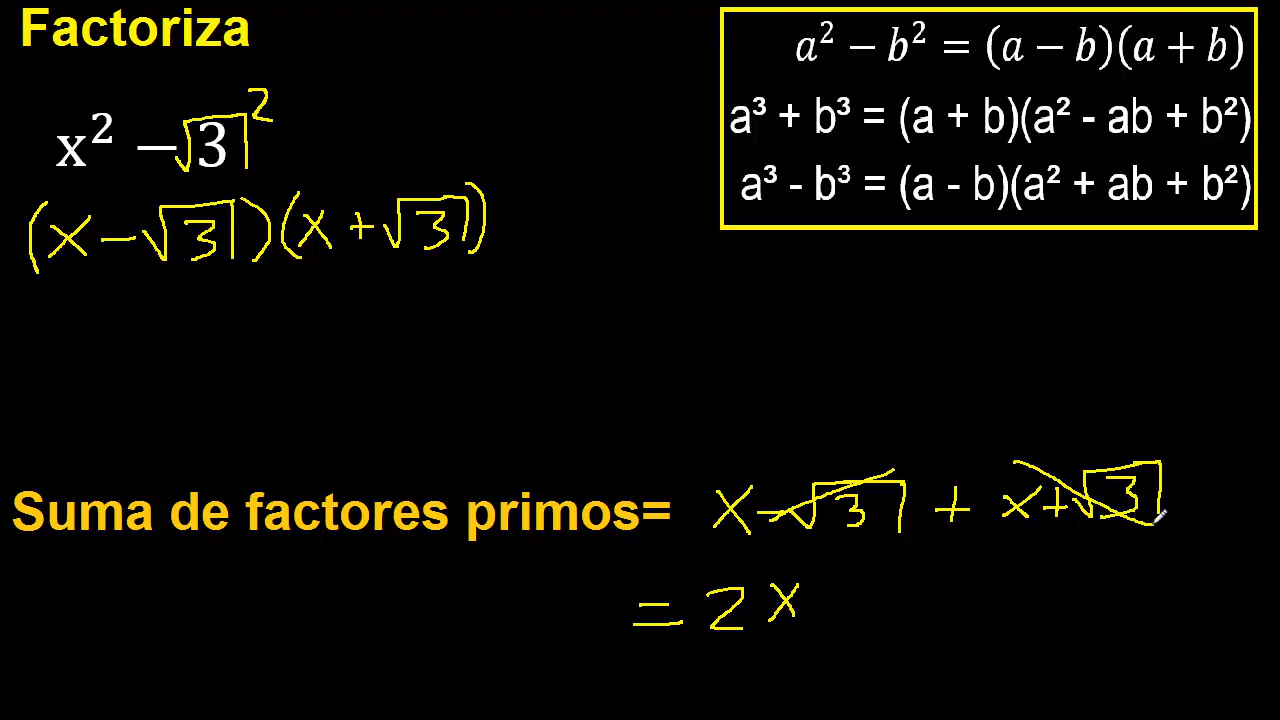 Factoriza
x² − √3²
(x − √3)(x + √3)
a² − b² = (a − b)(a + b)
a³ + b³ = (a + b)(a² - ab + b²)
a³ - b³ = (a - b)(a² + ab + b²)
Suma de factores primos= x − √3 + x + √3
= 2x